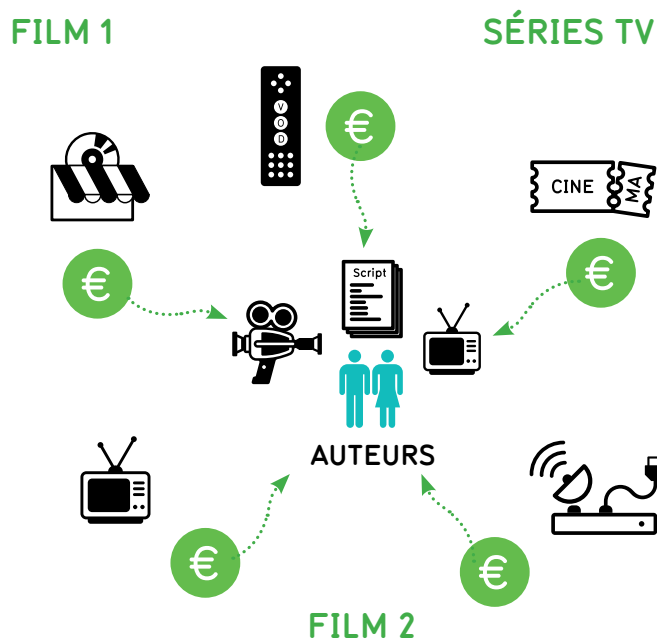 FILM 1
SÉRIES TV
V
O
D
€
CINE
MA
Script
€
€
AUTEURS
€
€
FILM 2